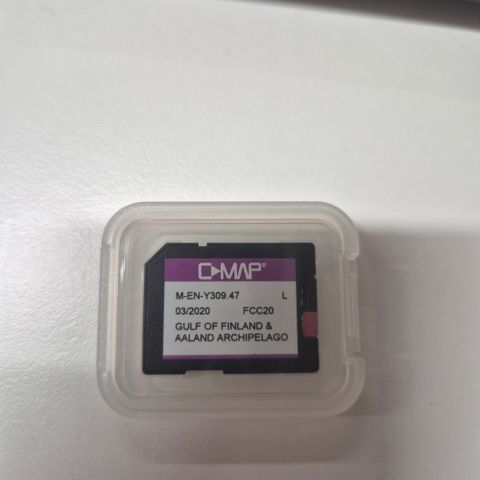 C-MAP®
M-EN-Y309.47 L
03/2020 FCC20
GULF OF FINLAND &
AALAND ARCHIPELAGO